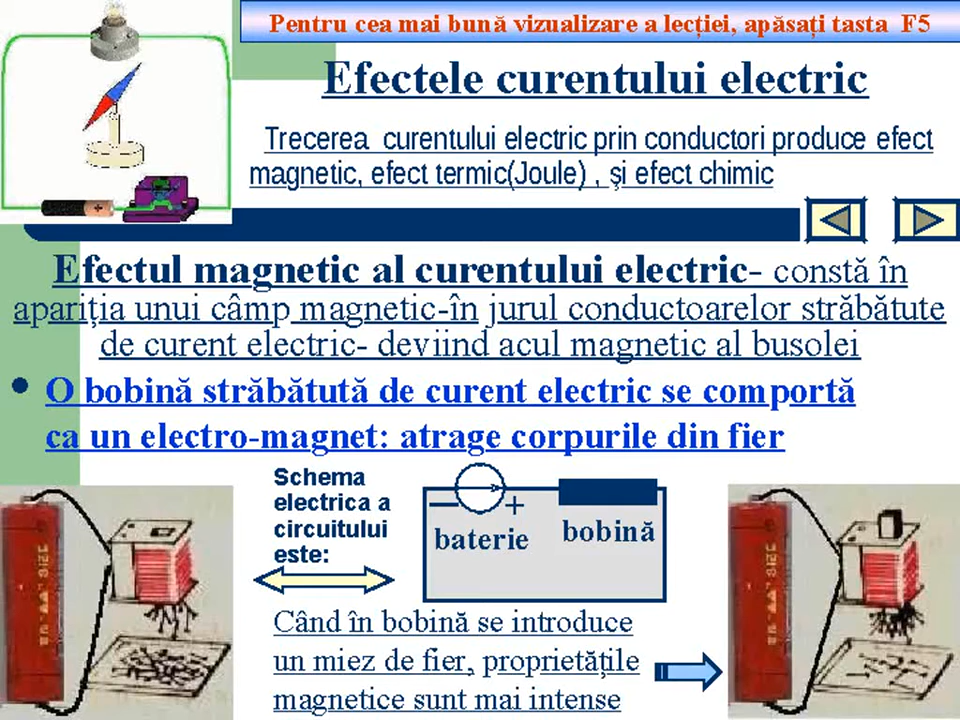 Pentru cea mai bună vizualizare a lecției, apăsați tasta F5
Efectele curentului electric
Trecerea curentului electric prin conductori produce efect
magnetic, efect termic(Joule) , şi efect chimic
Efectul magnetic al curentului electric- constă în
apariția unui câmp magnetic-în jurul conductoarelor străbătute
de curent electric- deviind acul magnetic al busolei
O bobină străbătută de curent electric se comportă
ca un electro-magnet: atrage corpurile din fier
Schema
electrica a
circuitului
este:
− +
baterie bobină
Când în bobină se introduce
un miez de fier, proprietățile
magnetice sunt mai intense